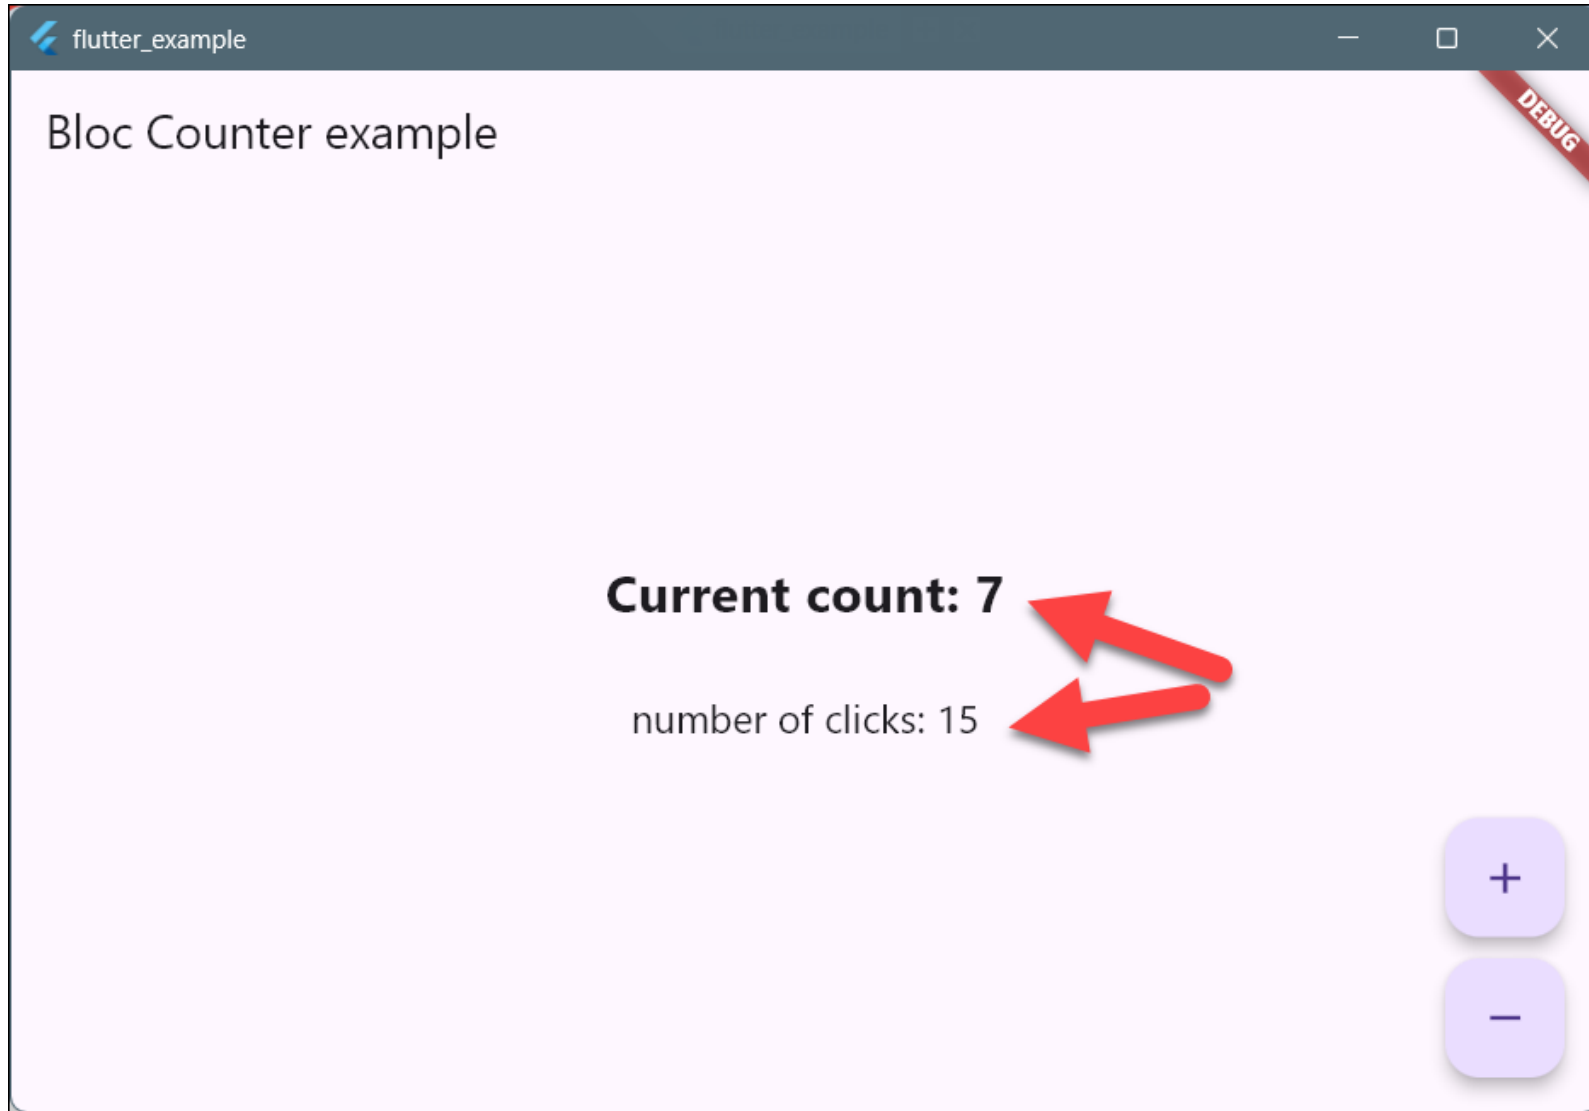 flutter_example
DEBUG
Bloc Counter example
Current count: 7
number of clicks: 15
+
−